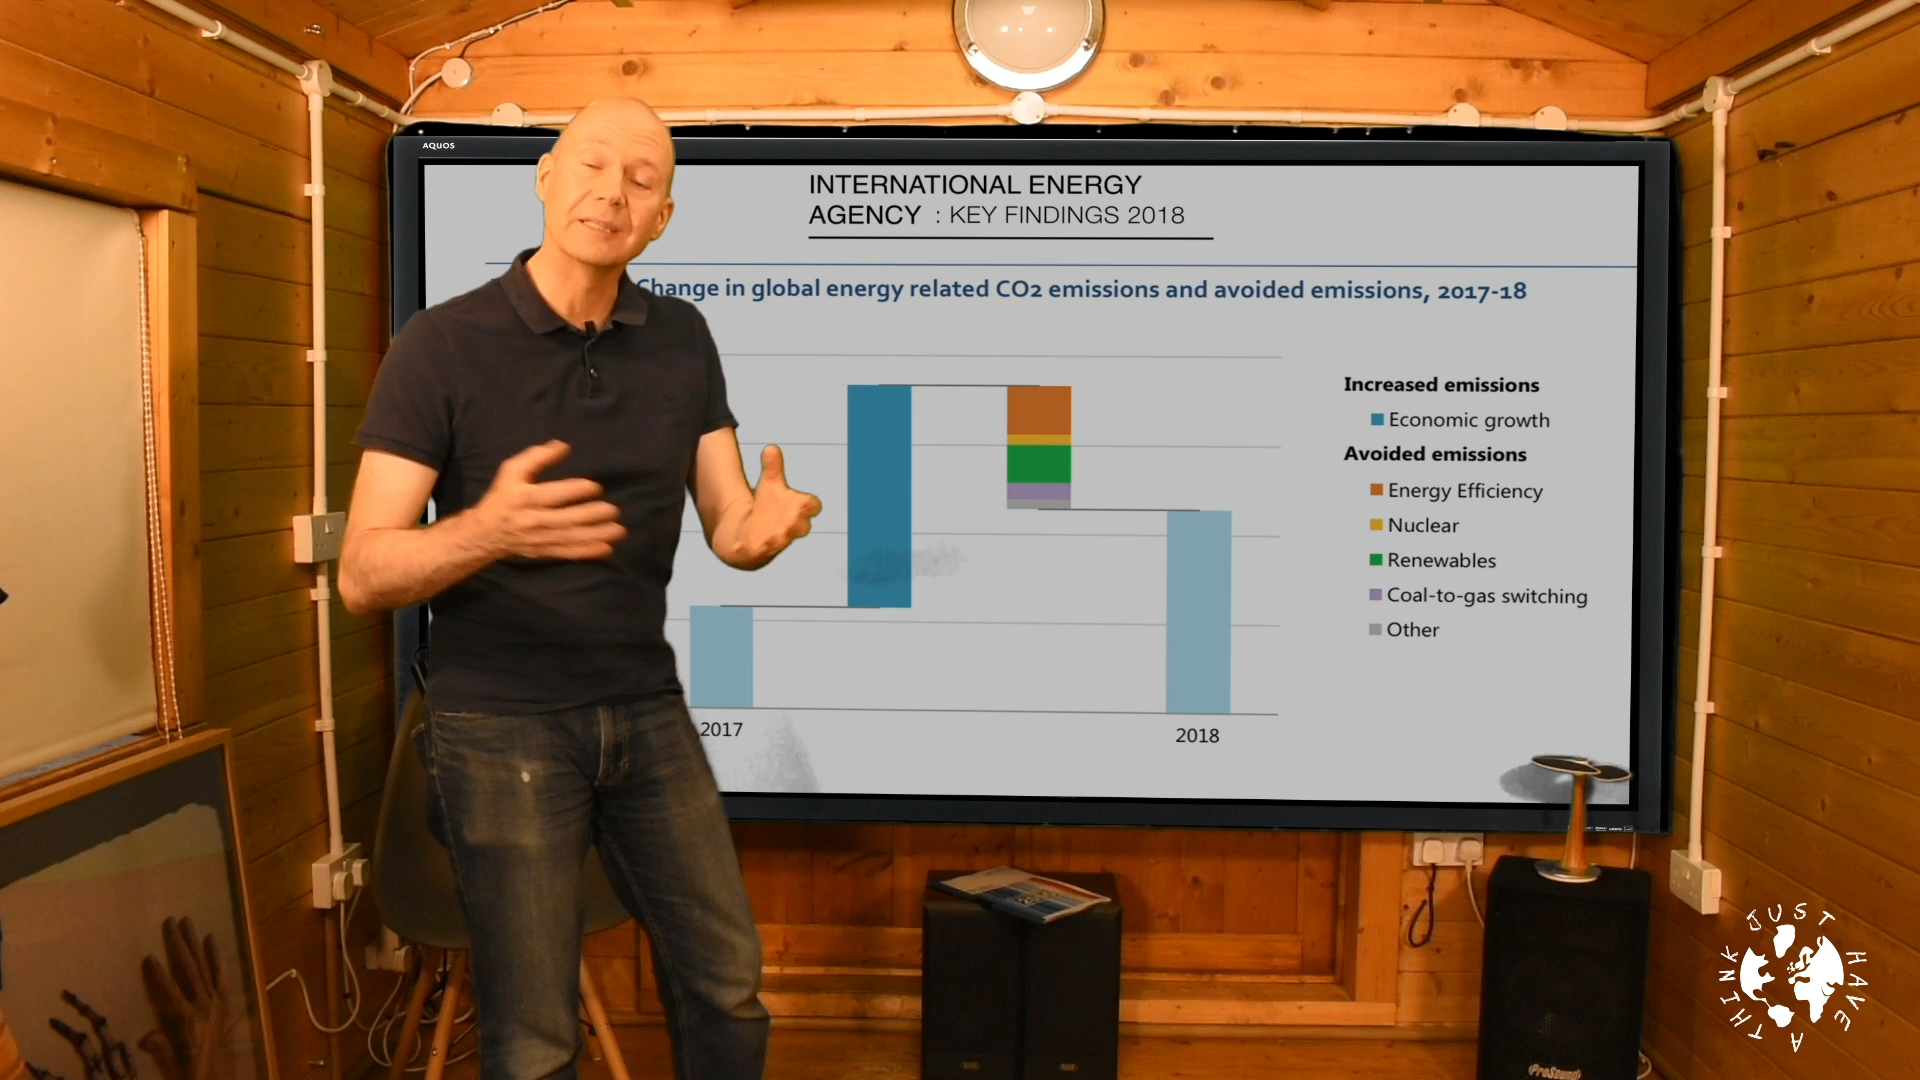 AQUOS
INTERNATIONAL ENERGY
AGENCY : KEY FINDINGS 2018
Change in global energy related CO2 emissions and avoided emissions, 2017-18
Increased emissions
Economic growth
Avoided emissions
Energy Efficiency
Nuclear
Renewables
Coal-to-gas switching
Other
2017
2018
JUST HAVE A THINK
ProSound